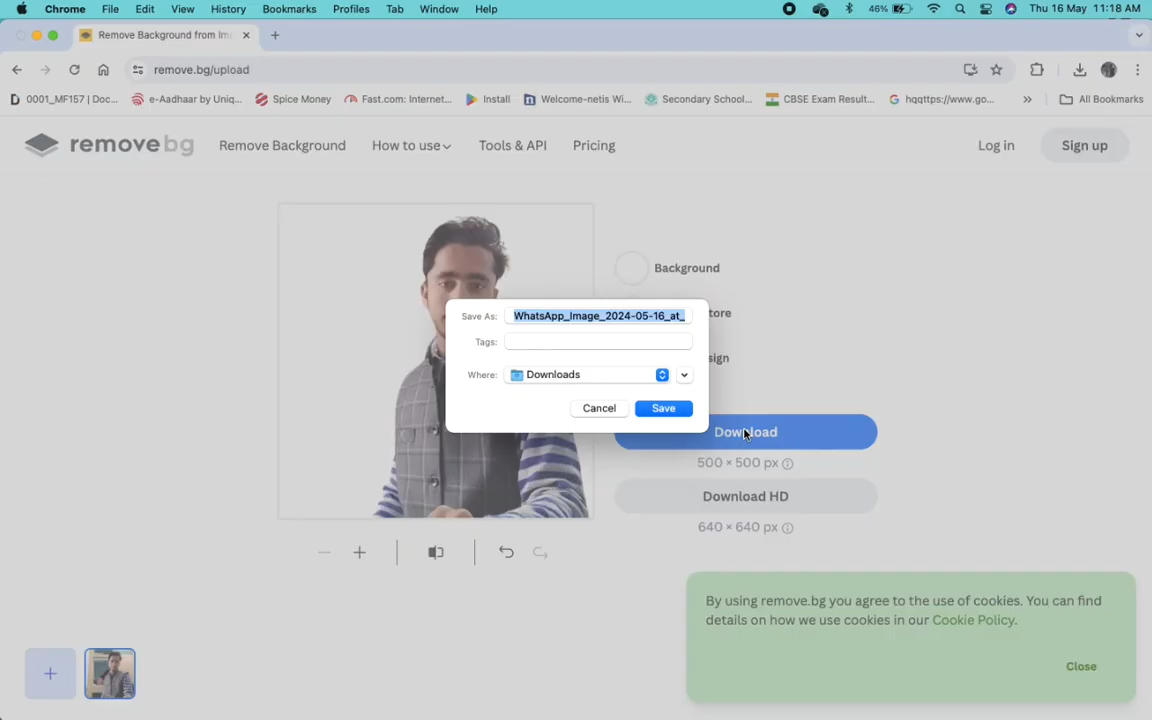 Chrome File Edit View History Bookmarks Profiles Tab Window Help 46% Thu 16 May 11:18 AM
Remove Background from Im
remove.bg/upload
0001_MF157 | Doc... e-Aadhaar by Uniq... Spice Money Fast.com: Internet... Install Welcome-netis Wi... Secondary School... CBSE Exam Result... hqqttps://www.go... » All Bookmarks
removebg Remove Background How to use Tools & API Pricing Log in Sign up
Background
Save As: WhatsApp_Image_2024-05-16_at_
tore
Tags:
sign
Where: Downloads
Cancel Save
Download
500 × 500 px
Download HD
640 × 640 px
By using remove.bg you agree to the use of cookies. You can find
details on how we use cookies in our Cookie Policy.
Close